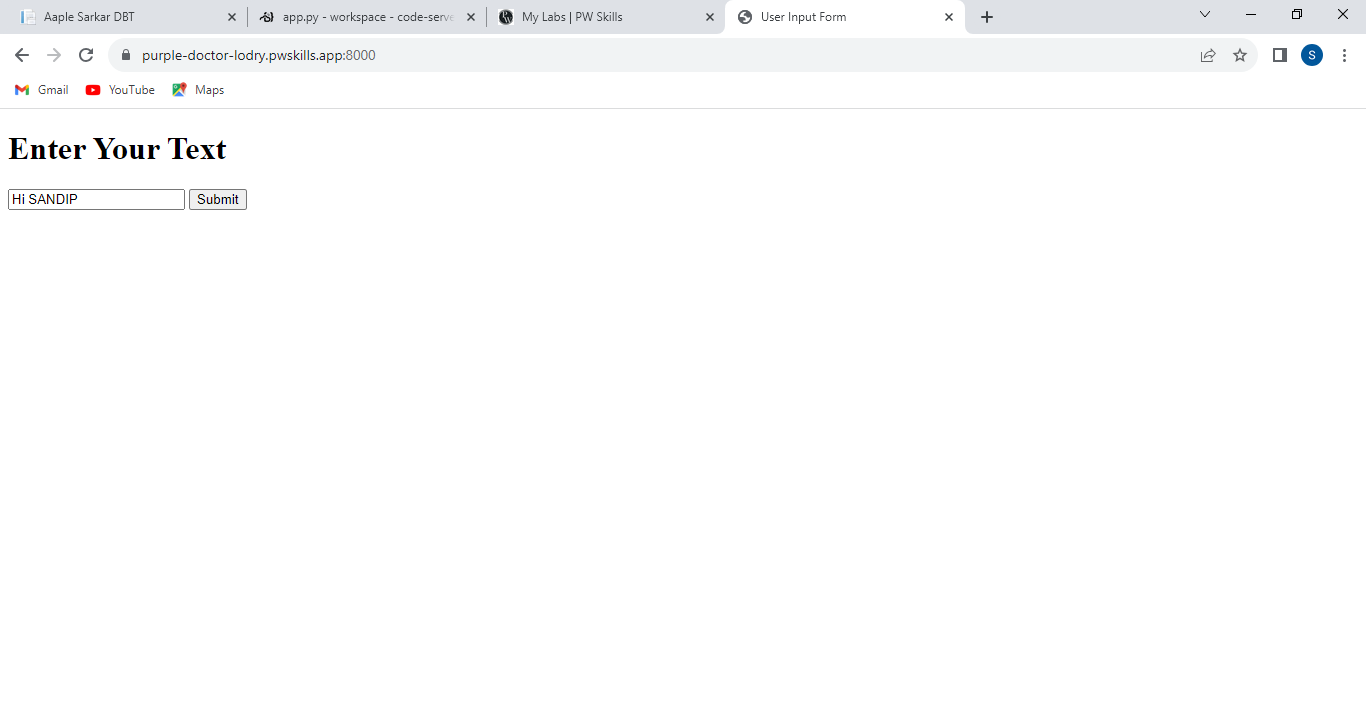 Aaple Sarkar DBT
app.py - workspace - code-serve
My Labs | PW Skills
User Input Form
purple-doctor-lodry.pwskills.app:8000
S
Gmail
YouTube
Maps
Enter Your Text
Hi SANDIP Submit